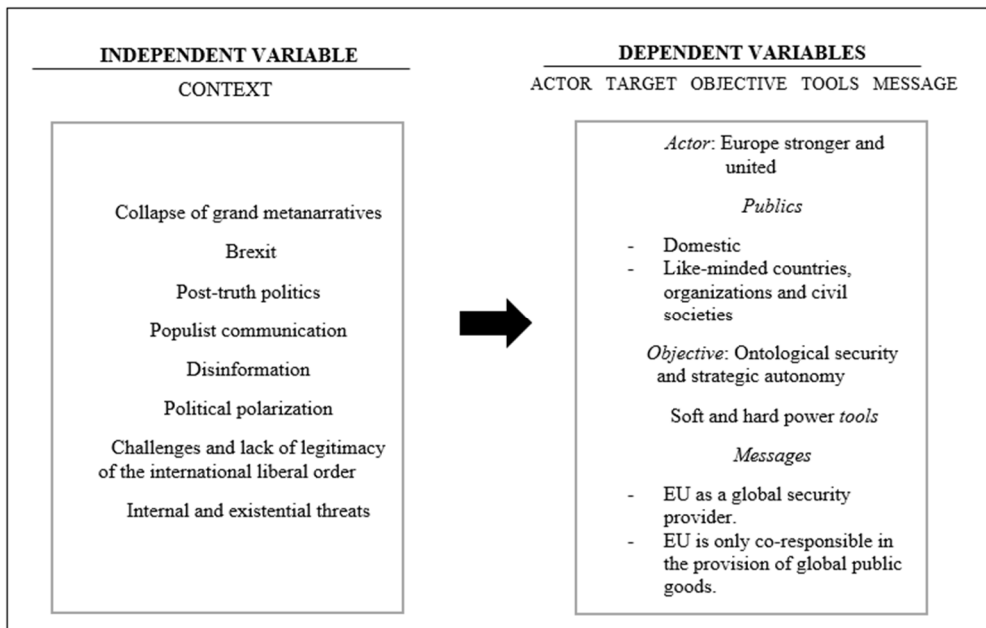 INDEPENDENT VARIABLE
CONTEXT
Collapse of grand metanarratives
Brexit
Post-truth politics
Populist communication
Disinformation
Political polarization
Challenges and lack of legitimacy
of the international liberal order
Internal and existential threats
DEPENDENT VARIABLES
ACTOR TARGET OBJECTIVE TOOLS MESSAGE
Actor: Europe stronger and
united
Publics
- Domestic
- Like-minded countries,
organizations and civil
societies
Objective: Ontological security
and strategic autonomy
Soft and hard power tools
Messages
- EU as a global security
provider.
- EU is only co-responsible in
the provision of global public
goods.